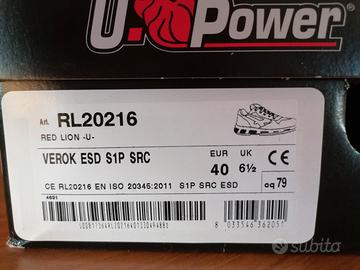 U.Power
Art. RL20216
RED LION -U-
VEROK ESD S1P SRC
EUR UK
40 6½
CE
CE RL20216 EN ISO 20345:2011 S1P SRC ESD
cq 79
4691
8 033546 362051
subito